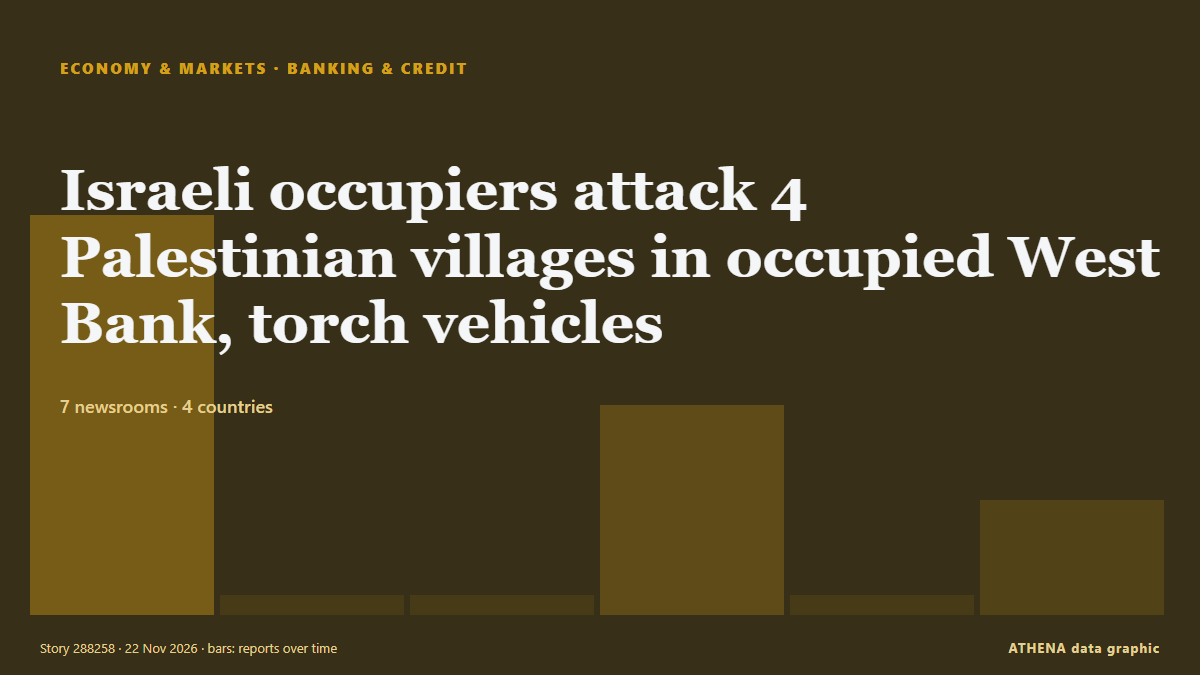 ECONOMY & MARKETS · BANKING & CREDIT
Israeli occupiers attack 4
Palestinian villages in occupied West
Bank, torch vehicles
7 newsrooms · 4 countries
Story 288258 · 22 Nov 2026 · bars: reports over time
ATHENA data graphic